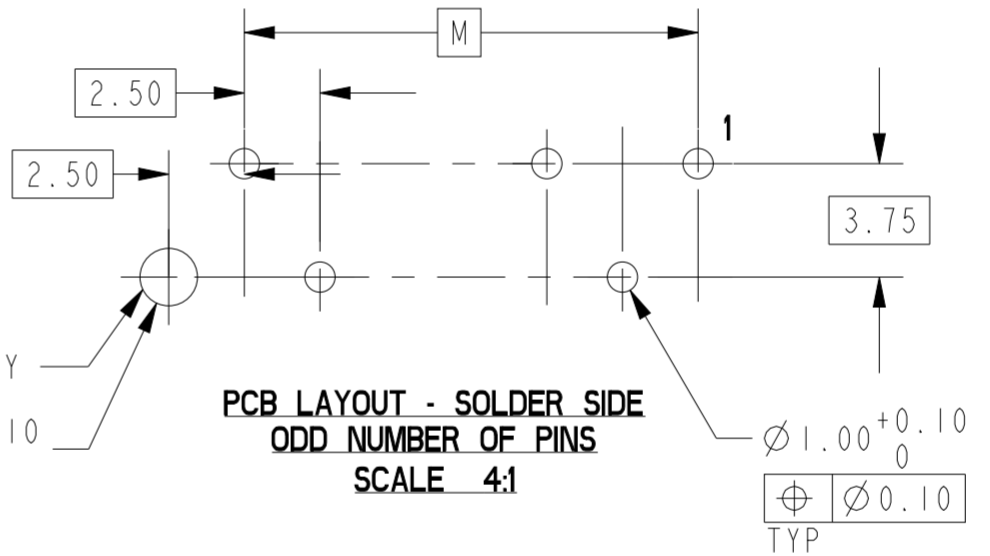 M
2.50
1
2.50
3.75
Y
10
PCB LAYOUT - SOLDER SIDE
ODD NUMBER OF PINS
SCALE 4:1
Ø1.00 +0.10
0
⌖ Ø0.10
TYP